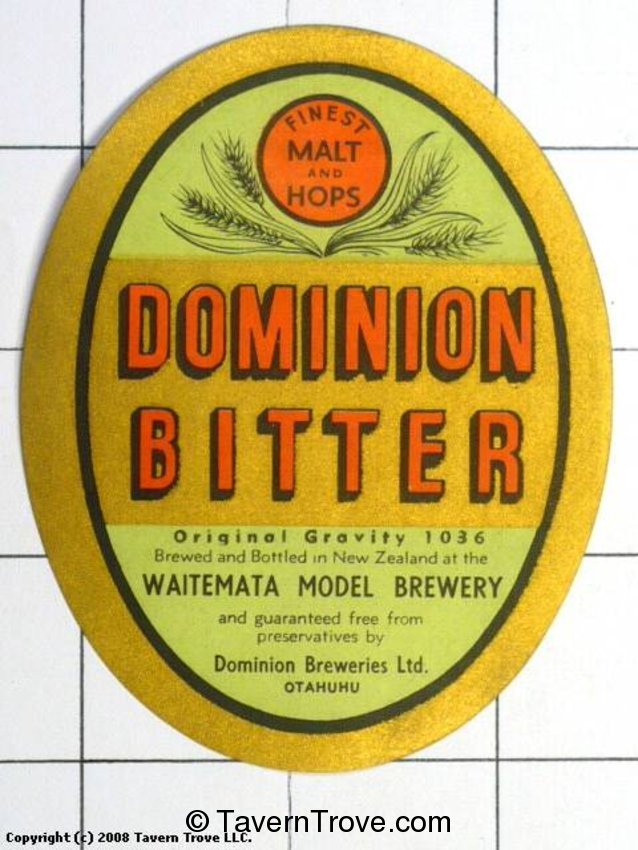 FINEST
MALT
AND
HOPS
DOMINION
BITTER
Original Gravity 1036
Brewed and Bottled in New Zealand at the
WAITEMATA MODEL BREWERY
and guaranteed free from
preservatives by
Dominion Breweries Ltd.
OTAHUHU
© TavernTrove.com
Copyright (c) 2008 Tavern Trove LLC.